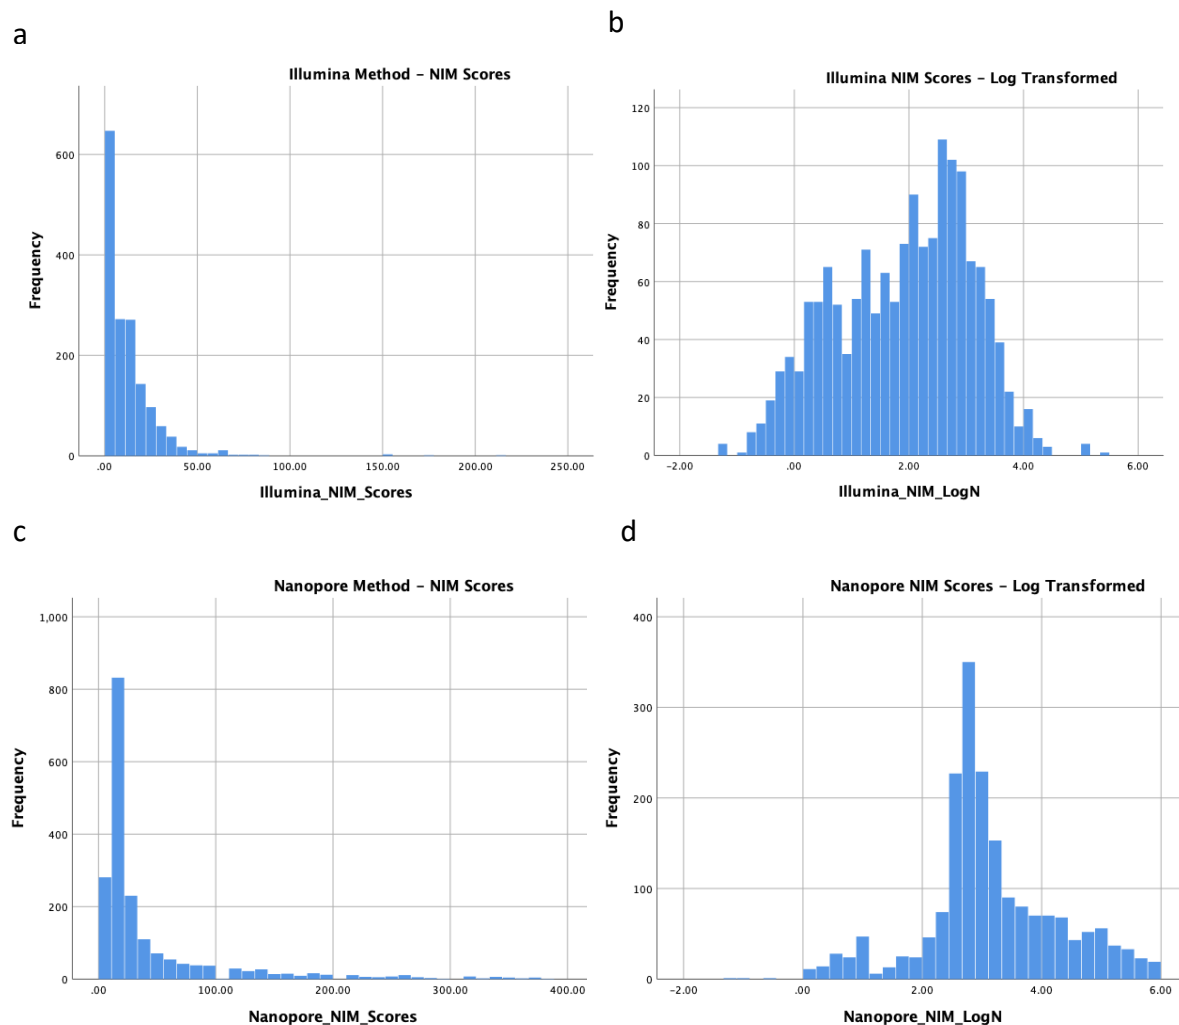 a
Illumina Method – NIM Scores
600
400
200
0
Frequency
.00 50.00 100.00 150.00 200.00 250.00
Illumina_NIM_Scores
b
Illumina NIM Scores – Log Transformed
120
100
80
60
40
20
0
Frequency
–2.00 .00 2.00 4.00 6.00
Illumina_NIM_LogN
c
Nanopore Method – NIM Scores
1,000
800
600
400
200
0
Frequency
.00 100.00 200.00 300.00 400.00
Nanopore_NIM_Scores
d
Nanopore NIM Scores – Log Transformed
400
300
200
100
0
Frequency
–2.00 .00 2.00 4.00 6.00
Nanopore_NIM_LogN